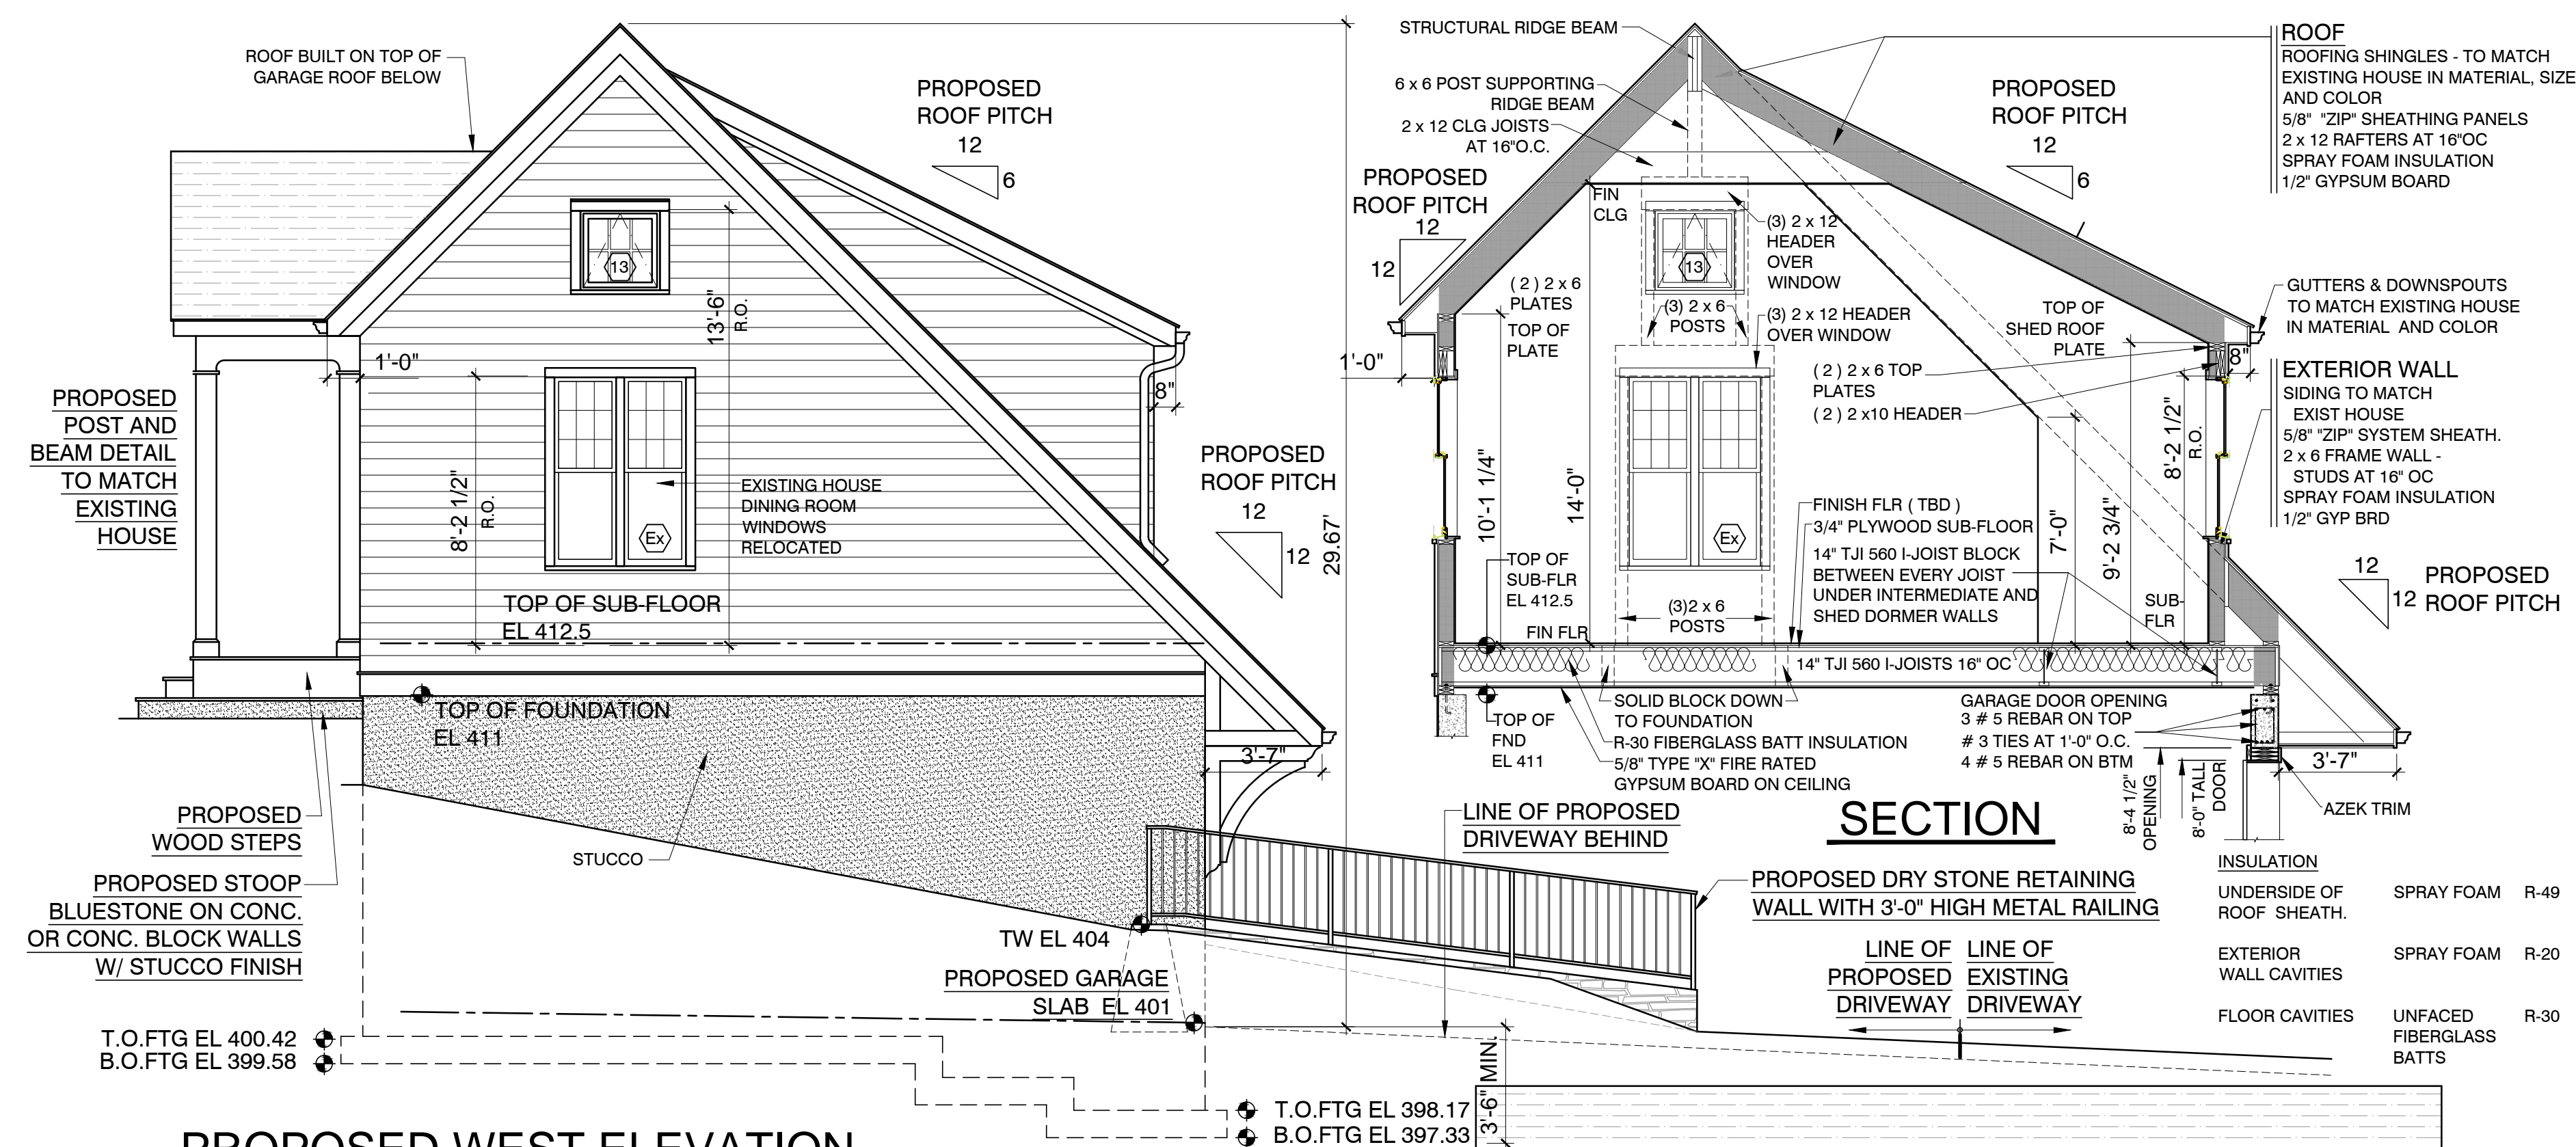 ROOF BUILT ON TOP OF
GARAGE ROOF BELOW
PROPOSED
ROOF PITCH
12
6
13
13'-6"
R.O.
1'-0"
8"
PROPOSED
POST AND
BEAM DETAIL
TO MATCH
EXISTING
HOUSE
8'-2 1/2"
R.O.
EXISTING HOUSE
DINING ROOM
WINDOWS
RELOCATED
Ex
PROPOSED
ROOF PITCH
12
12
29.67'
TOP OF SUB-FLOOR
EL 412.5
TOP OF FOUNDATION
EL 411
3'-7"
PROPOSED
WOOD STEPS
STUCCO
PROPOSED STOOP
BLUESTONE ON CONC.
OR CONC. BLOCK WALLS
W/ STUCCO FINISH
TW EL 404
PROPOSED GARAGE
SLAB EL 401
T.O.FTG EL 400.42
B.O.FTG EL 399.58
T.O.FTG EL 398.17
B.O.FTG EL 397.33
3'-6" MIN.
PROPOSED WEST ELEVATION
STRUCTURAL RIDGE BEAM
6 x 6 POST SUPPORTING
RIDGE BEAM
2 x 12 CLG JOISTS
AT 16"O.C.
PROPOSED
ROOF PITCH
12
12
FIN
CLG
PROPOSED
ROOF PITCH
12
6
ROOF
ROOFING SHINGLES - TO MATCH
EXISTING HOUSE IN MATERIAL, SIZE
AND COLOR
5/8" "ZIP" SHEATHING PANELS
2 x 12 RAFTERS AT 16"OC
SPRAY FOAM INSULATION
1/2" GYPSUM BOARD
(3) 2 x 12
HEADER
OVER
WINDOW
13
( 2 ) 2 x 6
PLATES
TOP OF
PLATE
(3) 2 x 6
POSTS
(3) 2 x 12 HEADER
OVER WINDOW
TOP OF
SHED ROOF
PLATE
GUTTERS & DOWNSPOUTS
TO MATCH EXISTING HOUSE
IN MATERIAL AND COLOR
1'-0"
8"
( 2 ) 2 x 6 TOP
PLATES
( 2 ) 2 x10 HEADER
EXTERIOR WALL
SIDING TO MATCH
EXIST HOUSE
5/8" "ZIP" SYSTEM SHEATH.
2 x 6 FRAME WALL -
STUDS AT 16" OC
SPRAY FOAM INSULATION
1/2" GYP BRD
10'-1 1/4"
14'-0"
8'-2 1/2"
R.O.
9'-2 3/4"
7'-0"
FINISH FLR ( TBD )
3/4" PLYWOOD SUB-FLOOR
14" TJI 560 I-JOIST BLOCK
BETWEEN EVERY JOIST
UNDER INTERMEDIATE AND
SHED DORMER WALLS
Ex
TOP OF
SUB-FLR
EL 412.5
(3)2 x 6
POSTS
FIN FLR
SUB-
FLR
12
12
PROPOSED
ROOF PITCH
14" TJI 560 I-JOISTS 16" OC
SOLID BLOCK DOWN
TO FOUNDATION
R-30 FIBERGLASS BATT INSULATION
5/8" TYPE "X" FIRE RATED
GYPSUM BOARD ON CEILING
TOP OF
FND
EL 411
GARAGE DOOR OPENING
3 # 5 REBAR ON TOP
# 3 TIES AT 1'-0" O.C.
4 # 5 REBAR ON BTM
3'-7"
8'-4 1/2"
OPENING
8'-0" TALL
DOOR
AZEK TRIM
SECTION
LINE OF PROPOSED
DRIVEWAY BEHIND
PROPOSED DRY STONE RETAINING
WALL WITH 3'-0" HIGH METAL RAILING
LINE OF
PROPOSED
DRIVEWAY
LINE OF
EXISTING
DRIVEWAY
INSULATION
UNDERSIDE OF SPRAY FOAM R-49
ROOF SHEATH.
EXTERIOR SPRAY FOAM R-20
WALL CAVITIES
FLOOR CAVITIES UNFACED R-30
FIBERGLASS
BATTS